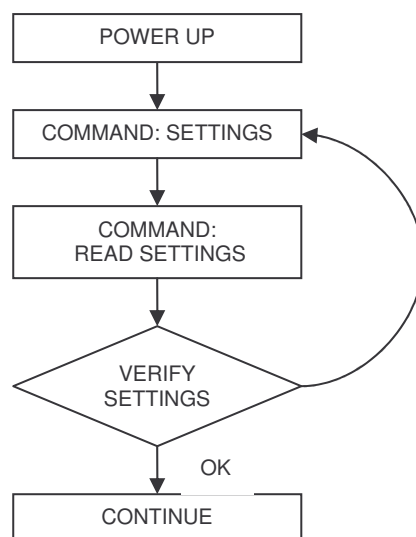 POWER UP
COMMAND: SETTINGS
COMMAND:
READ SETTINGS
VERIFY
SETTINGS
OK
CONTINUE